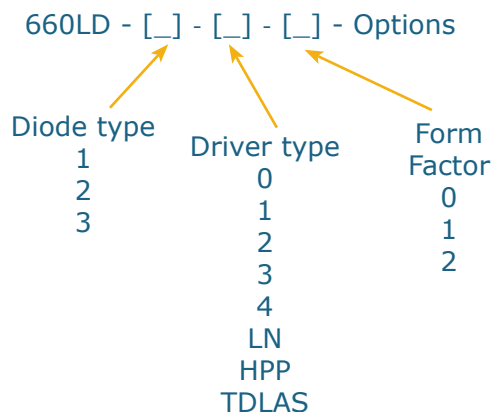 660LD - [_] - [_] - [_] - Options
Diode type
1
2
3
Driver type
0
1
2
3
4
LN
HPP
TDLAS
Form
Factor
0
1
2